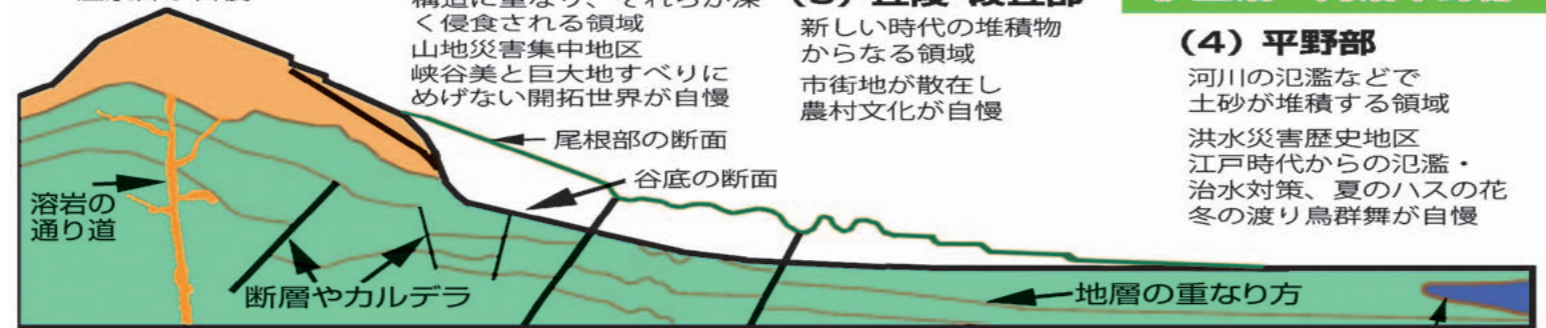 構造に重なり、それらが深
く侵食される領域
山地災害集中地区
峡谷美と巨大地すべりに
めげない開拓世界が自慢
新しい時代の堆積物
からなる領域
市街地が散在し
農村文化が自慢
(4) 平野部
河川の氾濫などで
土砂が堆積する領域
洪水災害歴史地区
江戸時代からの氾濫・
治水対策、夏のハスの花
冬の渡り鳥群舞が自慢
尾根部の断面
谷底の断面
溶岩の
通り道
断層やカルデラ
地層の重なり方